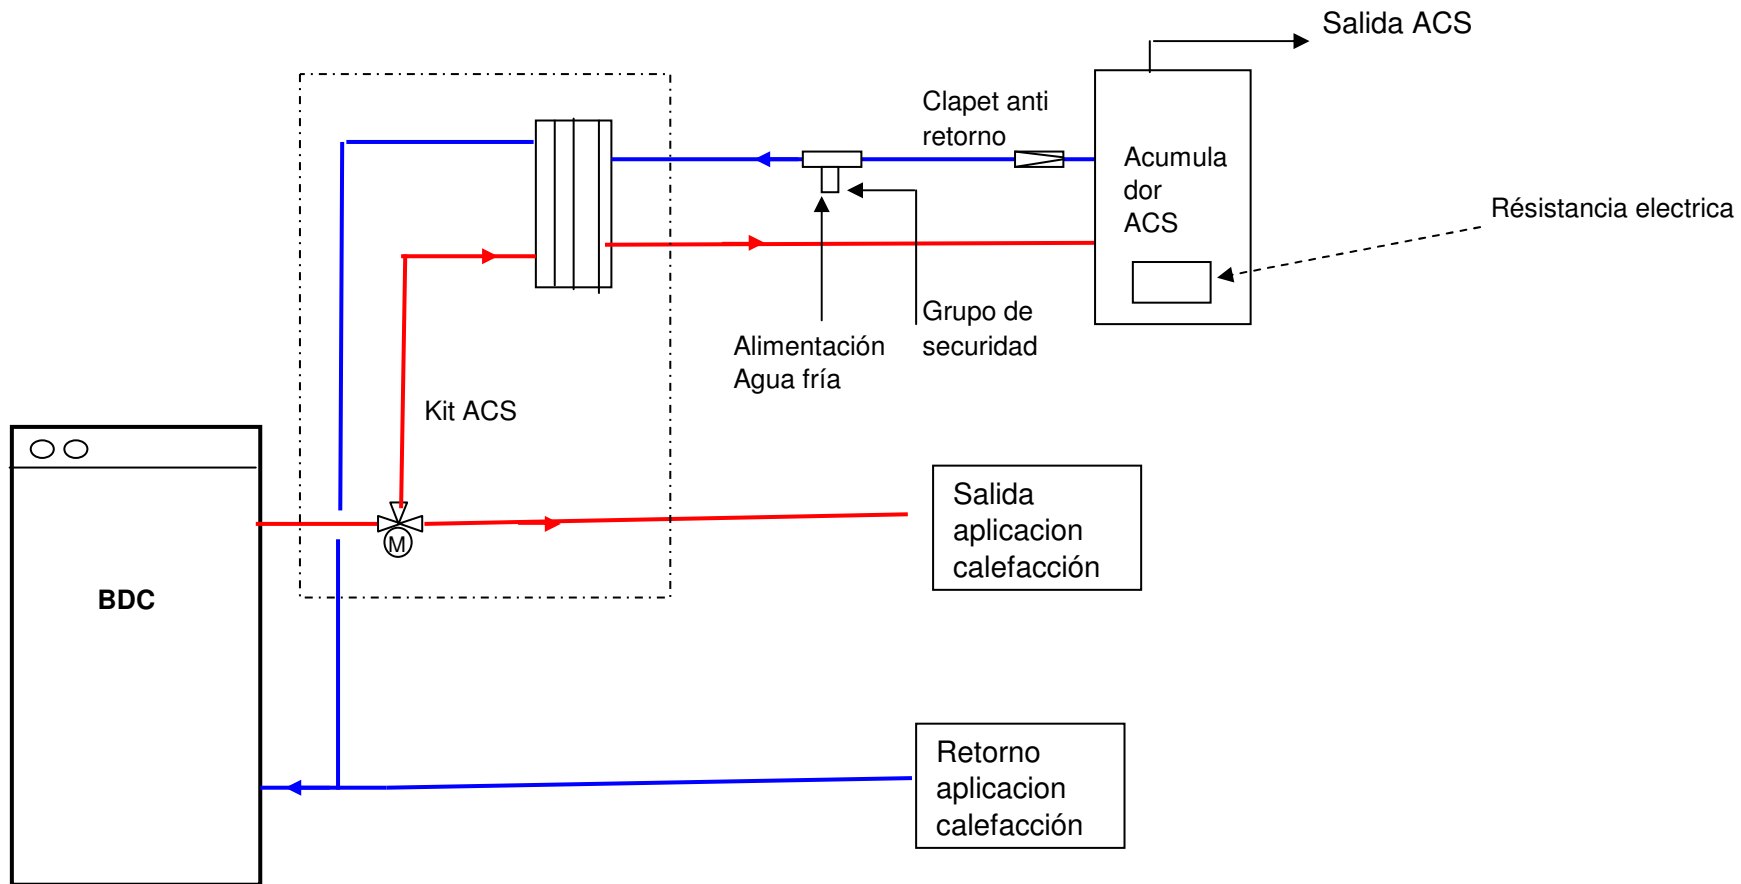 Salida ACS
Clapet anti
retorno
Acumula
dor
ACS
Résistancia electrica
Grupo de
securidad
Alimentación
Agua fría
Kit ACS
Salida
aplicacion
calefacción
M
BDC
Retorno
aplicacion
calefacción